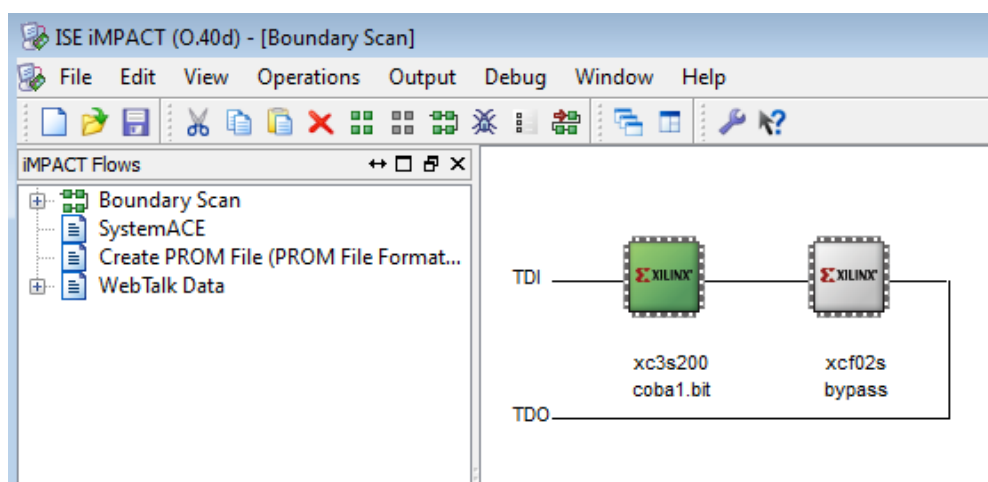 ISE iMPACT (O.40d) - [Boundary Scan]
File Edit View Operations Output Debug Window Help
iMPACT Flows
Boundary Scan
SystemACE
Create PROM File (PROM File Format...
WebTalk Data
TDI
XILINX
XILINX
xc3s200
coba1.bit
xcf02s
bypass
TDO